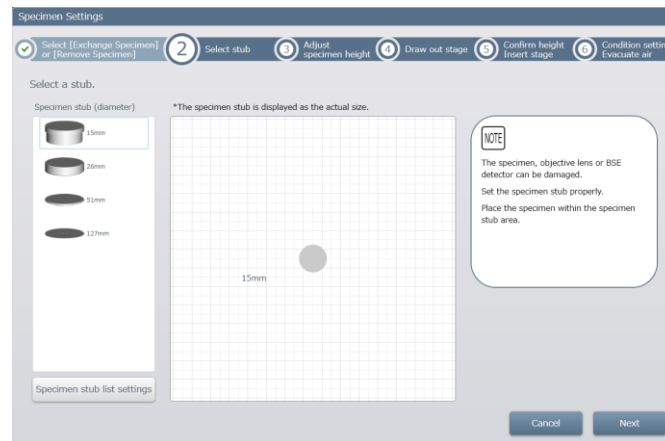 Specimen Settings
Select [Exchange Specimen]
or [Remove Specimen]
2
Select stub
3
Adjust
specimen height
4
Draw out stage
5
Confirm height
Insert stage
6
Condition
Evacuate air
Select a stub.
Specimen stub (diameter)
*The specimen stub is displayed as the actual size.
15mm
26mm
51mm
127mm
15mm
NOTE
The specimen, objective lens or BSE
detector can be damaged.
Set the specimen stub properly.
Place the specimen within the specimen
stub area.
Specimen stub list settings
Cancel
Next